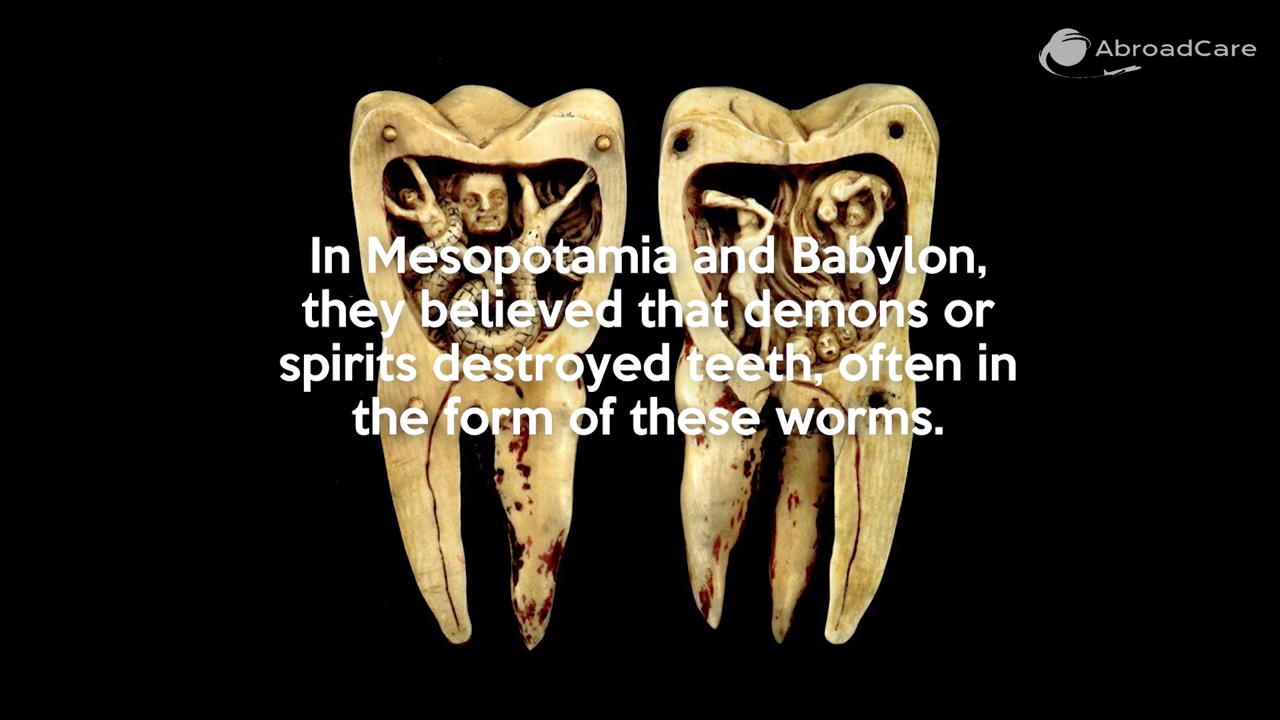 AbroadCare
In Mesopotamia and Babylon,
they believed that demons or
spirits destroyed teeth, often in
the form of these worms.